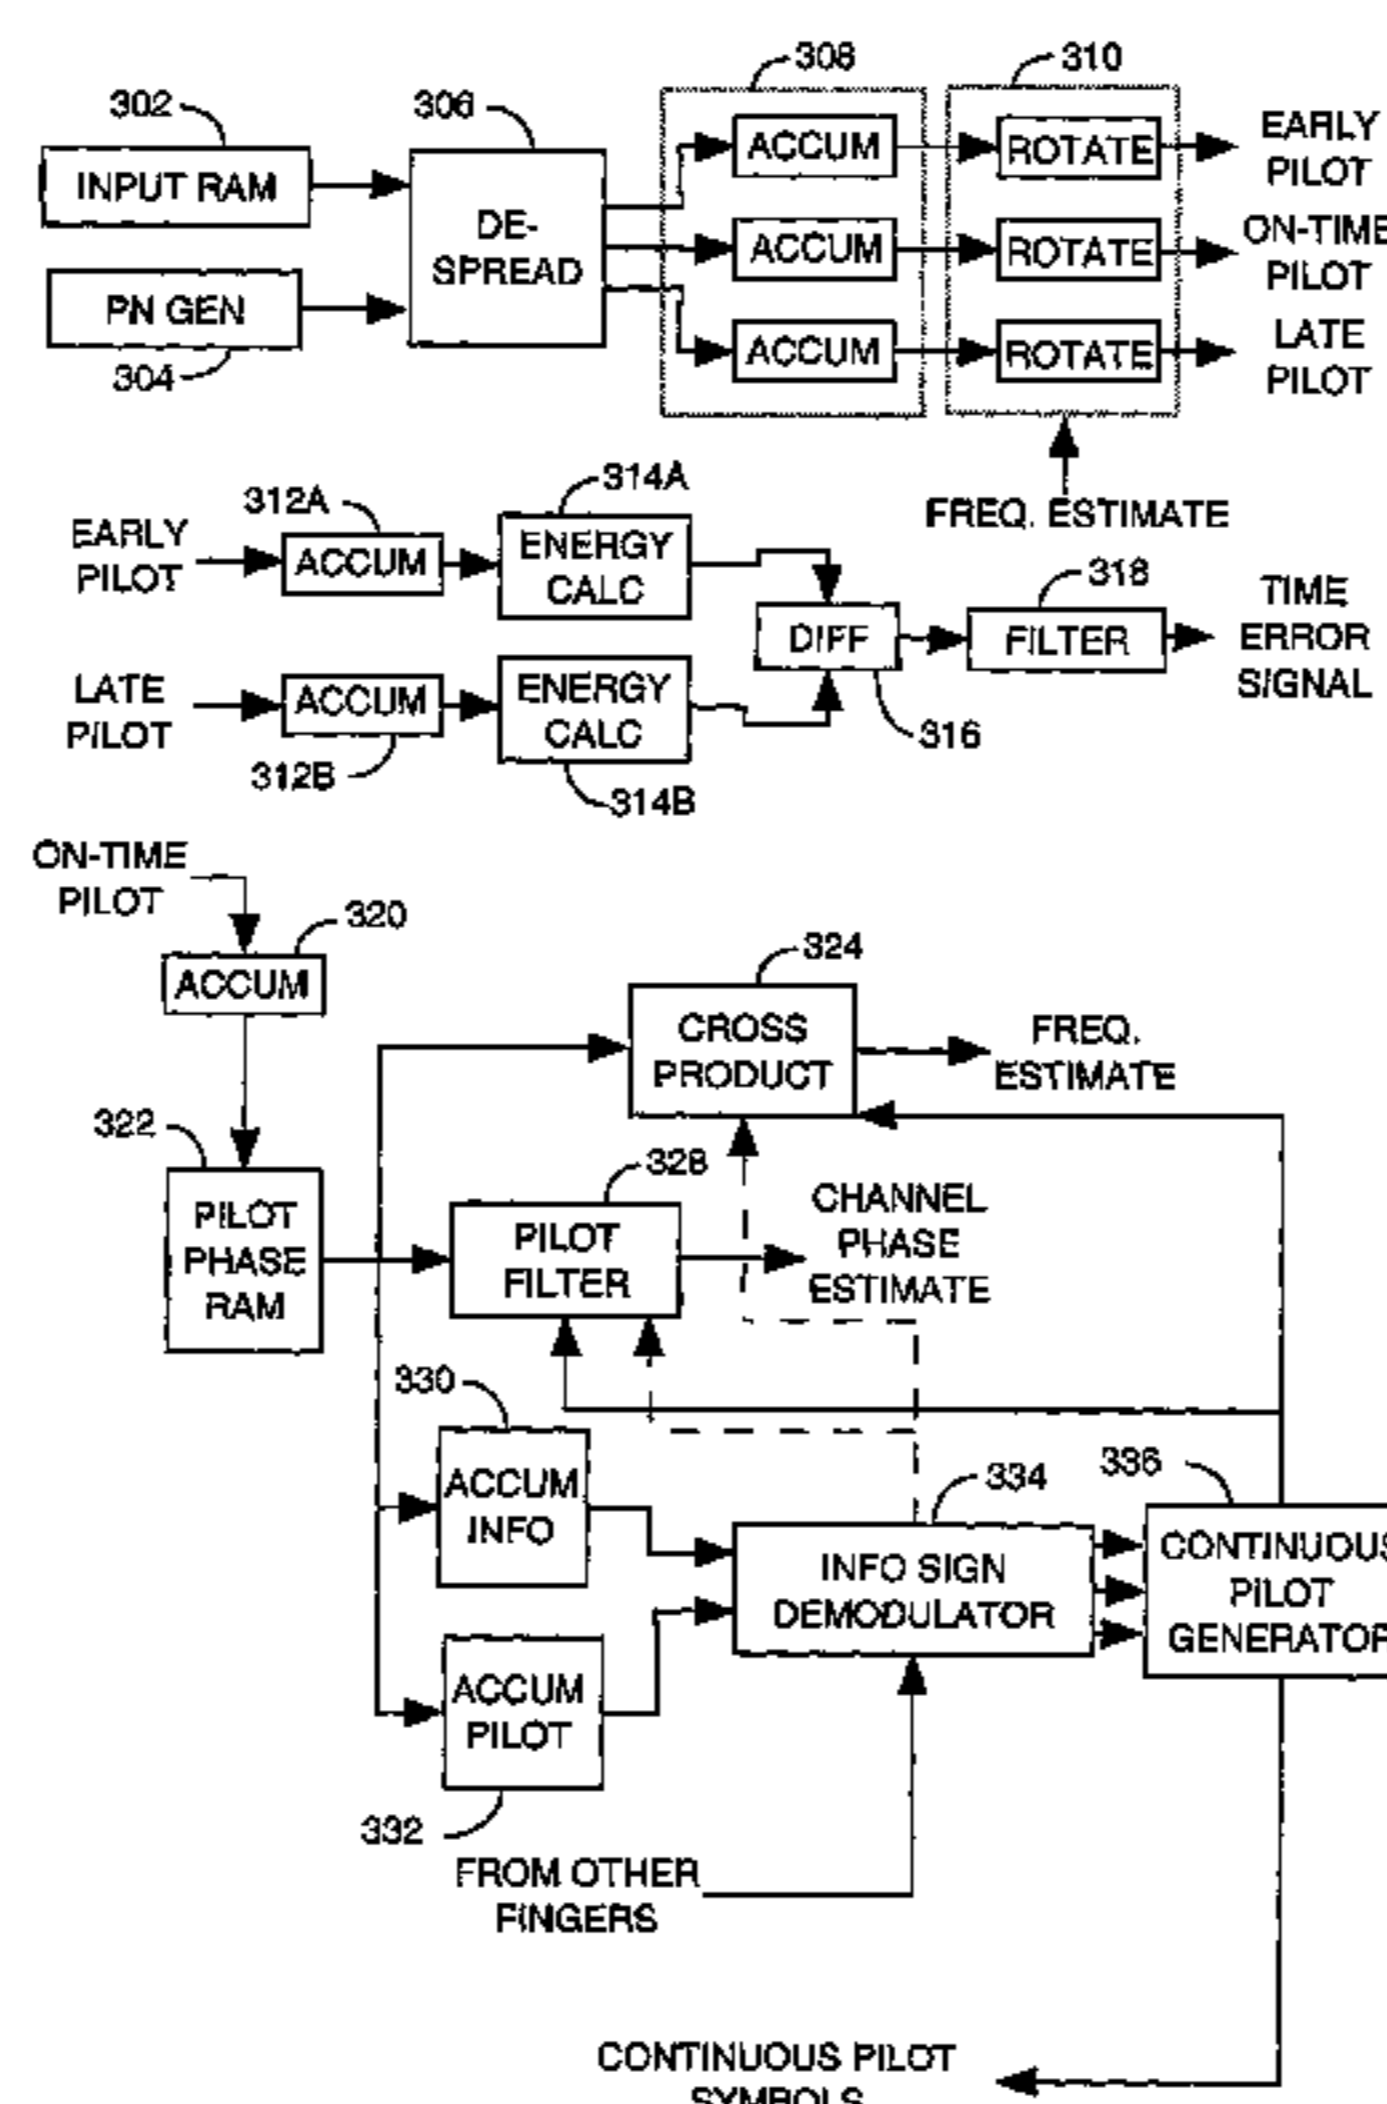 308
310
302
306
INPUT RAM
DE-
SPREAD
PN GEN
304
ACCUM
ROTATE
EARLY
PILOT
ACCUM
ROTATE
ON-TIME
PILOT
ACCUM
ROTATE
LATE
PILOT
FREQ. ESTIMATE
312A
314A
EARLY
PILOT
ACCUM
ENERGY
CALC
DIFF
318
FILTER
TIME
ERROR
SIGNAL
LATE
PILOT
ACCUM
ENERGY
CALC
316
312B
314B
ON-TIME
PILOT
320
ACCUM
324
CROSS
PRODUCT
FREQ.
ESTIMATE
322
PILOT
PHASE
RAM
328
PILOT
FILTER
CHANNEL
PHASE
ESTIMATE
330
ACCUM
INFO
334
336
INFO SIGN
DEMODULATOR
CONTINUOUS
PILOT
GENERATOR
ACCUM
PILOT
332
FROM OTHER
FINGERS
CONTINUOUS PILOT
SYMBOLS